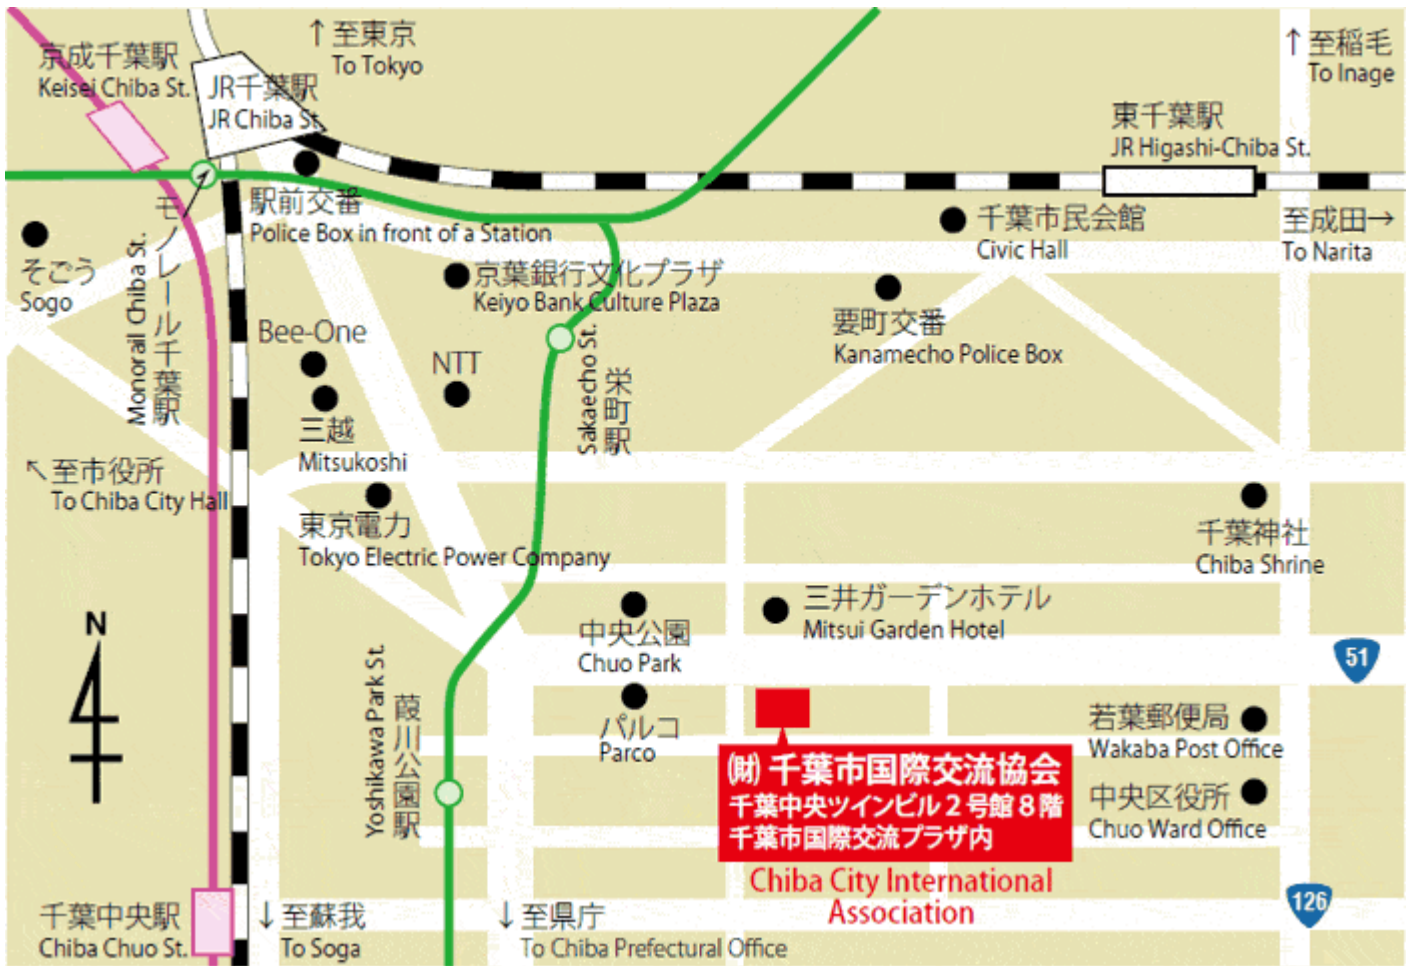 京成千葉駅
Keisei Chiba St.
JR千葉駅
JR Chiba St.
↑至東京
To Tokyo
↑至稲毛
To Inage
東千葉駅
JR Higashi-Chiba St.
モノレール千葉駅
Monorail Chiba St.
駅前交番
Police Box in front of a Station
千葉市民会館
Civic Hall
至成田→
To Narita
そごう
Sogo
京葉銀行文化プラザ
Keiyo Bank Culture Plaza
要町交番
Kanamecho Police Box
Bee-One
NTT
Sakaecho St.
栄町駅
三越
Mitsukoshi
↖至市役所
To Chiba City Hall
東京電力
Tokyo Electric Power Company
千葉神社
Chiba Shrine
三井ガーデンホテル
Mitsui Garden Hotel
中央公園
Chuo Park
N
51
Yoshikawa Park St.
葭川公園駅
パルコ
Parco
若葉郵便局
Wakaba Post Office
㈶千葉市国際交流協会
千葉中央ツインビル2号館8階
千葉市国際交流プラザ内
中央区役所
Chuo Ward Office
Chiba City International
Association
126
千葉中央駅
Chiba Chuo St.
↓至蘇我
To Soga
↓至県庁
To Chiba Prefectural Office